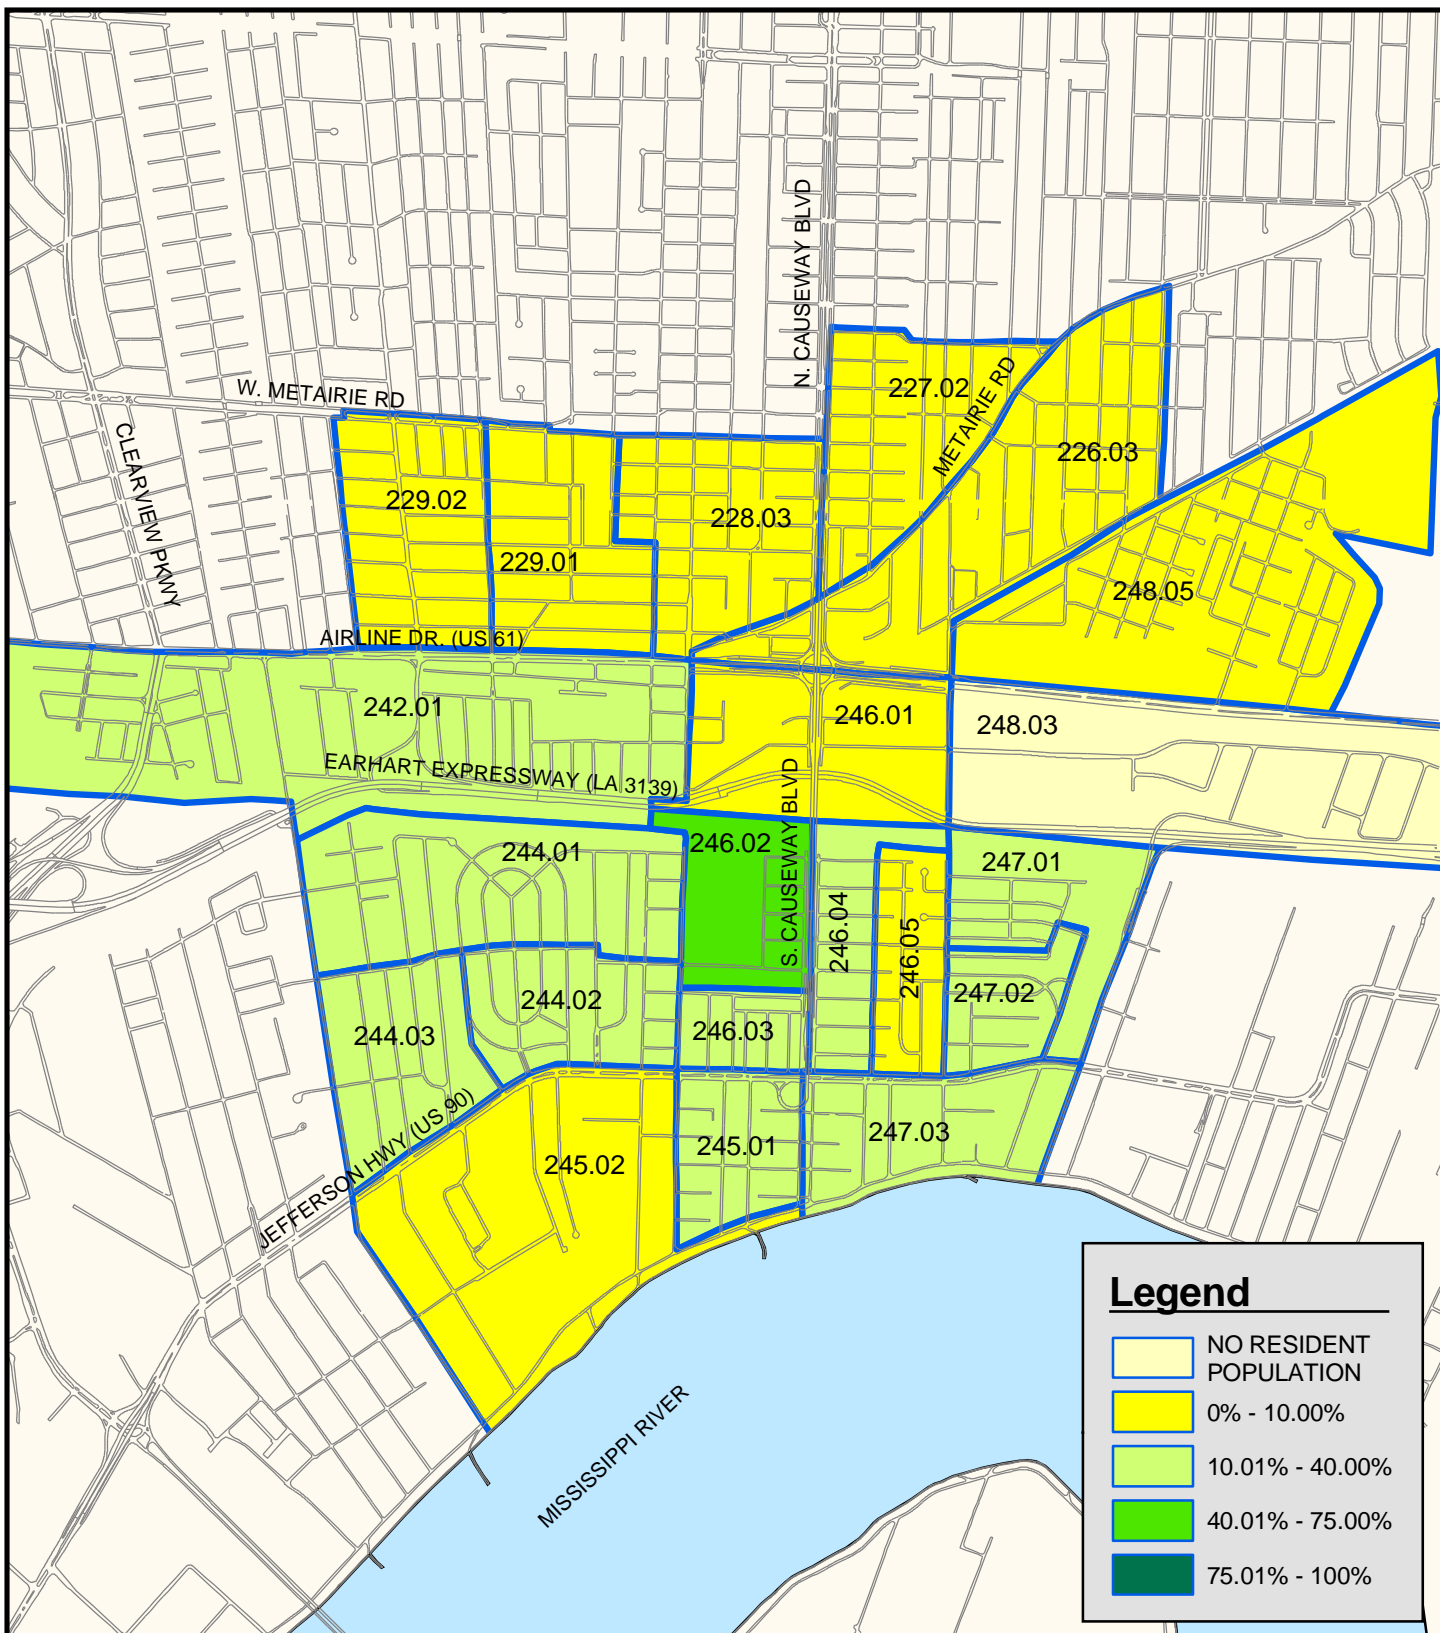 N. CAUSEWAY BLVD
W. METAIRIE RD
METAIRIE RD
CLEARVIEW PKWY
227.02
226.03
229.02
228.03
229.01
248.05
AIRLINE DR. (US 61)
242.01
246.01
248.03
EARHART EXPRESSWAY (LA 3139)
S. CAUSEWAY BLVD
244.01
246.02
247.01
246.04
246.05
244.02
247.02
244.03
246.03
JEFFERSON HWY (US 90)
245.02
245.01
247.03
MISSISSIPPI RIVER
Legend
NO RESIDENT
POPULATION
0% - 10.00%
10.01% - 40.00%
40.01% - 75.00%
75.01% - 100%